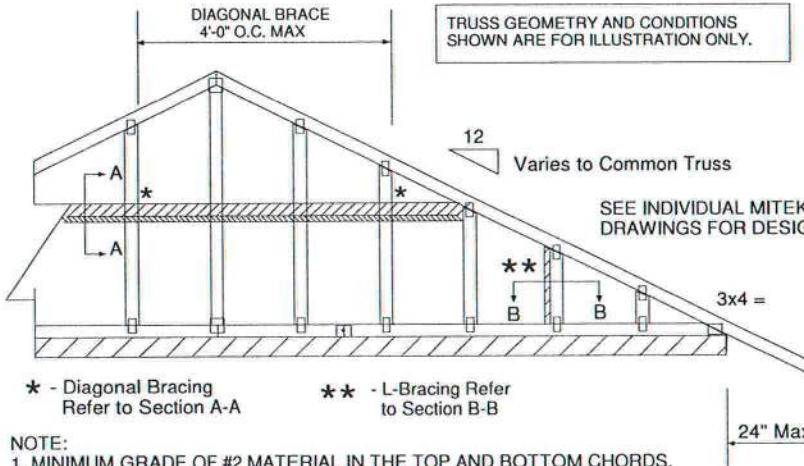 DIAGONAL BRACE
4'-0" O.C. MAX
TRUSS GEOMETRY AND CONDITIONS
SHOWN ARE FOR ILLUSTRATION ONLY.
12
Varies to Common Truss
A
*
*
SEE INDIVIDUAL MITEK
DRAWINGS FOR
A
**
B
B
3x4 =
* - Diagonal Bracing
Refer to Section A-A
** - L-Bracing Refer
to Section B-B
24" Max
NOTE:
1. MINIMUM GRADE OF #2 MATERIAL IN THE TOP AND BOTTOM CHORDS.